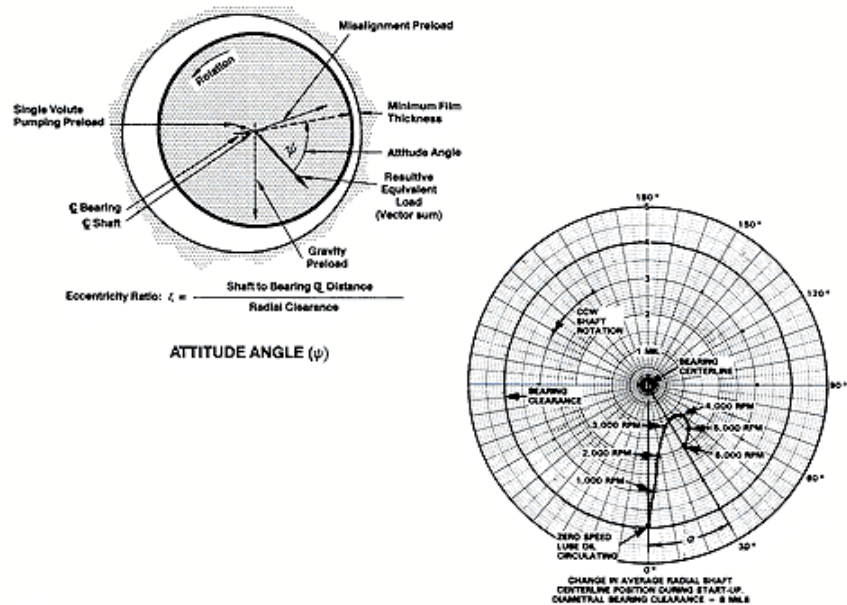 Misalignment Preload
Rotation
Single Volute
Pumping Preload
Minimum Film
Thickness
ψ
Attitude Angle
Resultive
Equivalent
Load
(Vector sum)
℄ Bearing
℄ Shaft
Gravity
Preload
Eccentricity Ratio: ζ =
Shaft to Bearing ℄ Distance
Radial Clearance
ATTITUDE ANGLE (ψ)
180°
5
150°
4
3
120°
CCW
SHAFT
ROTATION
2
1 MIL
BEARING
CENTERLINE
BEARING
CLEARANCE
90°
4,000 RPM
3,000 RPM
5,000 RPM
2,000 RPM
6,000 RPM
1,000 RPM
60°
ZERO SPEED
LUBE OIL
CIRCULATING
30°
0°
CHANGE IN AVERAGE RADIAL SHAFT
CENTERLINE POSITION DURING START-UP.
DIAMETRAL BEARING CLEARANCE = 8 MILS